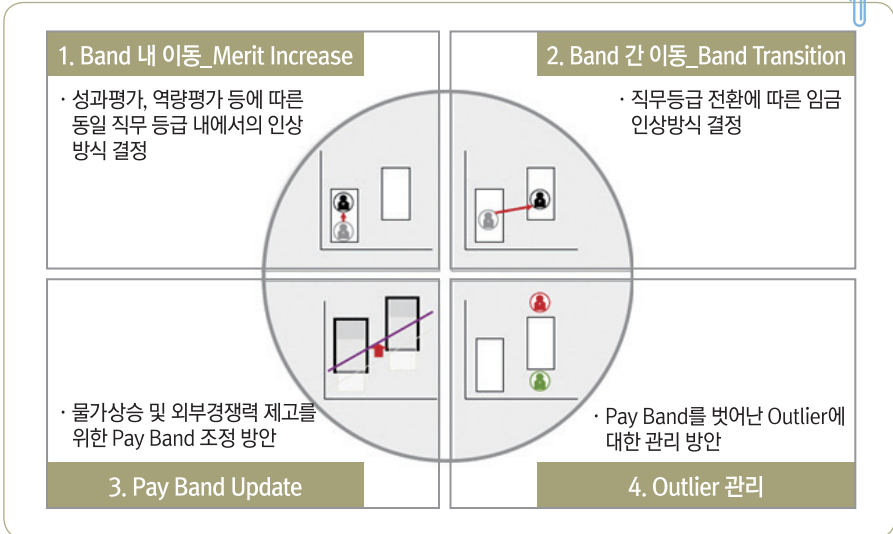 1. Band 내 이동_Merit Increase
· 성과평가, 역량평가 등에 따른
동일 직무 등급 내에서의 인상
방식 결정
2. Band 간 이동_Band Transition
· 직무등급 전환에 따른 임금
인상방식 결정
· 물가상승 및 외부경쟁력 제고를
위한 Pay Band 조정 방안
3. Pay Band Update
· Pay Band를 벗어난 Outlier에
대한 관리 방안
4. Outlier 관리